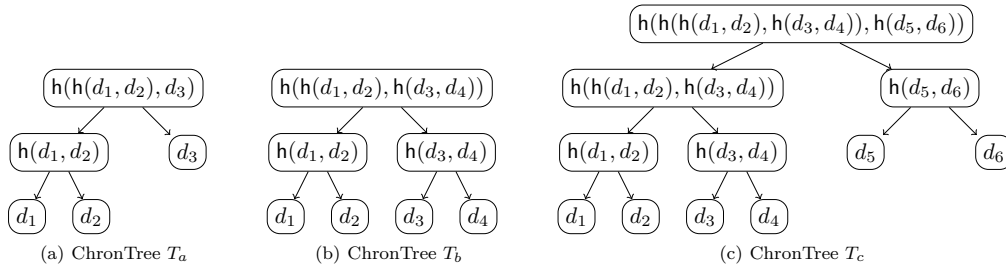 h(h(h(d₁, d₂), h(d₃, d₄)), h(d₅, d₆))
h(h(d₁, d₂), d₃)
h(h(d₁, d₂), h(d₃, d₄))
h(h(d₁, d₂), h(d₃, d₄))
h(d₅, d₆)
h(d₁, d₂)
d₃
h(d₁, d₂)
h(d₃, d₄)
h(d₁, d₂)
h(d₃, d₄)
d₅
d₆
d₁
d₂
d₁
d₂
d₃
d₄
d₁
d₂
d₃
d₄
(a) ChronTree Tₐ
(b) ChronTree T_b
(c) ChronTree T_c